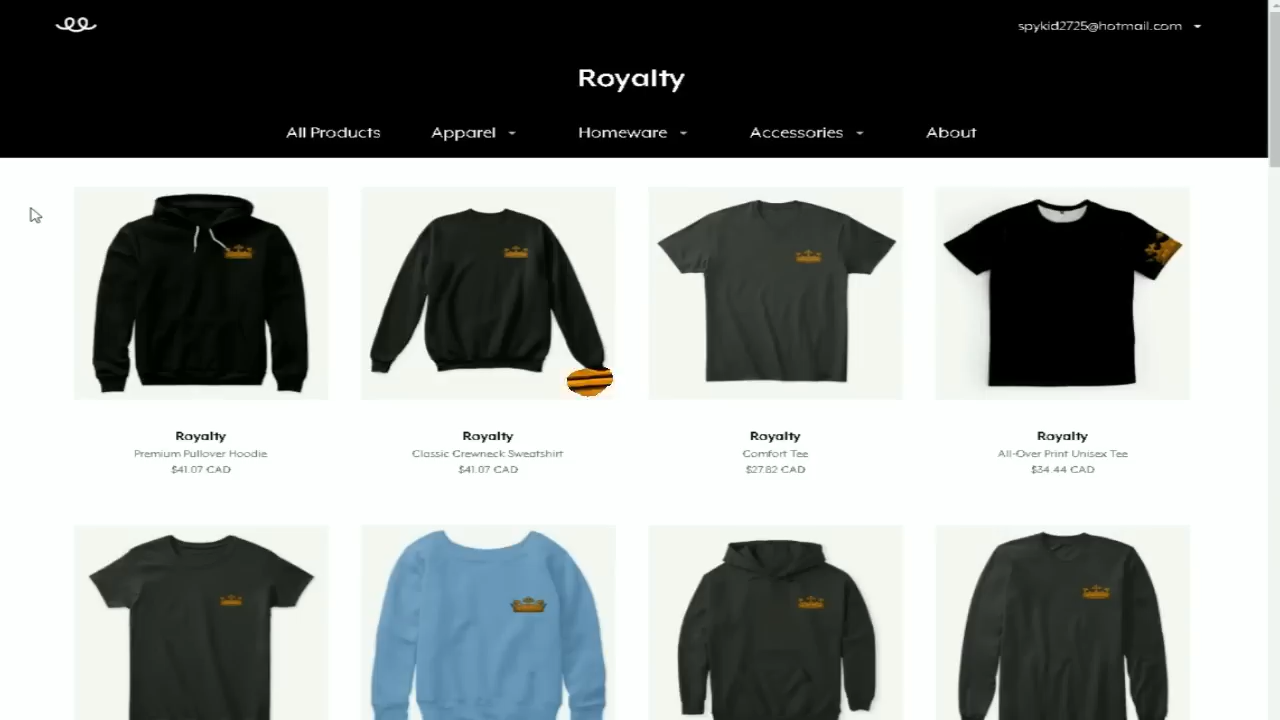 spykid2725@hotmail.com
Royalty
All Products Apparel Homeware Accessories About
Royalty
Premium Pullover Hoodie
$41.07 CAD
Royalty
Classic Crewneck Sweatshirt
$41.07 CAD
Royalty
Comfort Tee
$27.82 CAD
Royalty
All-Over Print Unisex Tee
$34.44 CAD